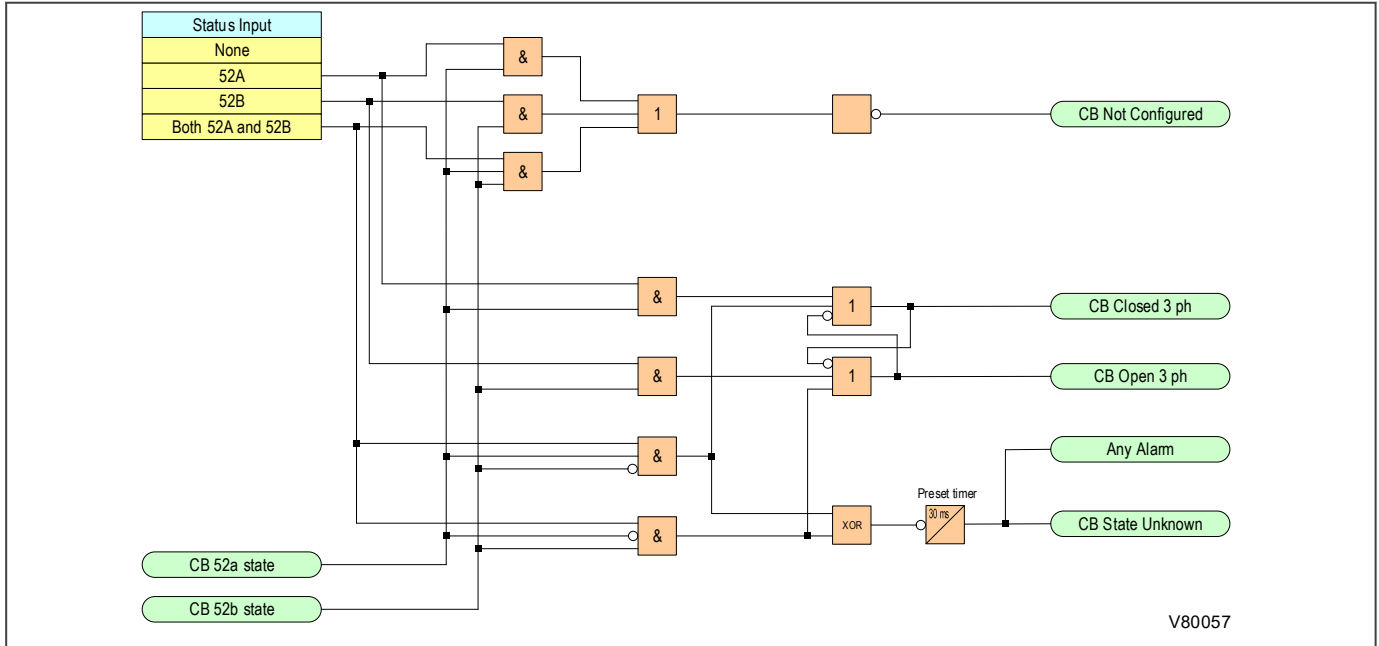 Status Input
None
52A
52B
Both 52A and 52B
&
&
&
1
CB Not Configured
&
1
CB Closed 3 ph
&
1
CB Open 3 ph
&
Any Alarm
Preset timer
&
XOR
30 ms
CB State Unknown
CB 52a state
CB 52b state
V80057